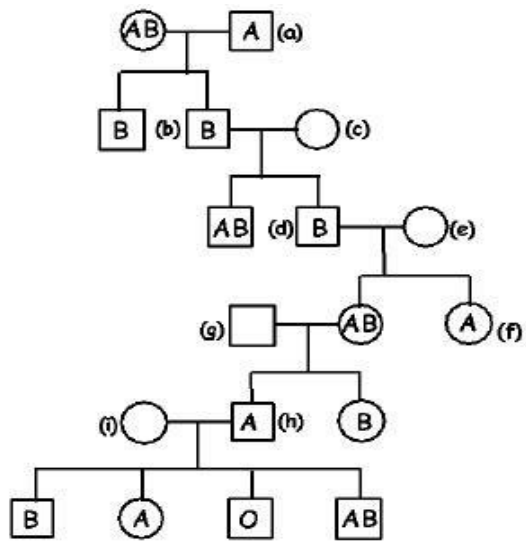 AB A (a)
B (b) B (c)
AB (d) B (e)
(g) AB A (f)
(i) A (h) B
B A O AB